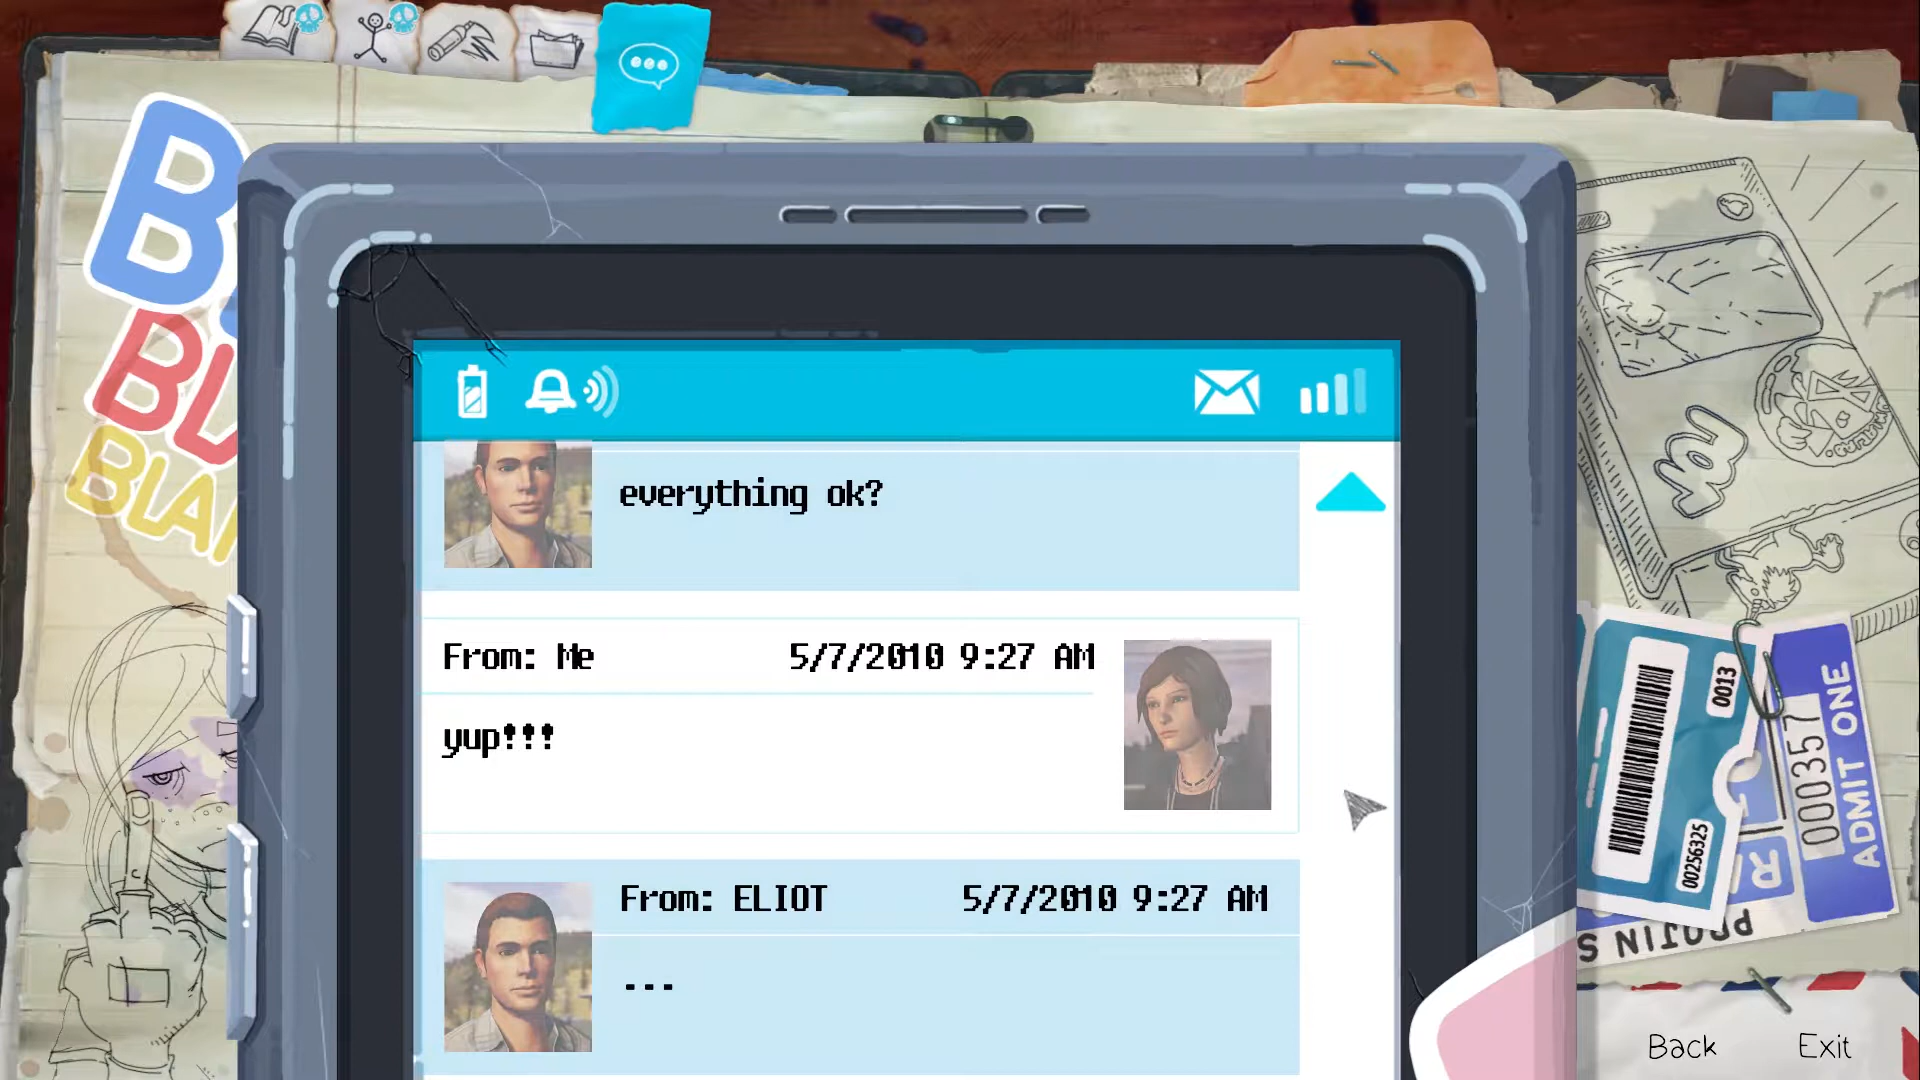 everything ok?
From: Me 5/7/2010 9:27 AM
yup!!!
From: ELIOT 5/7/2010 9:27 AM
...
0013
00256325
000357
ADMIT ONE
Back
Exit